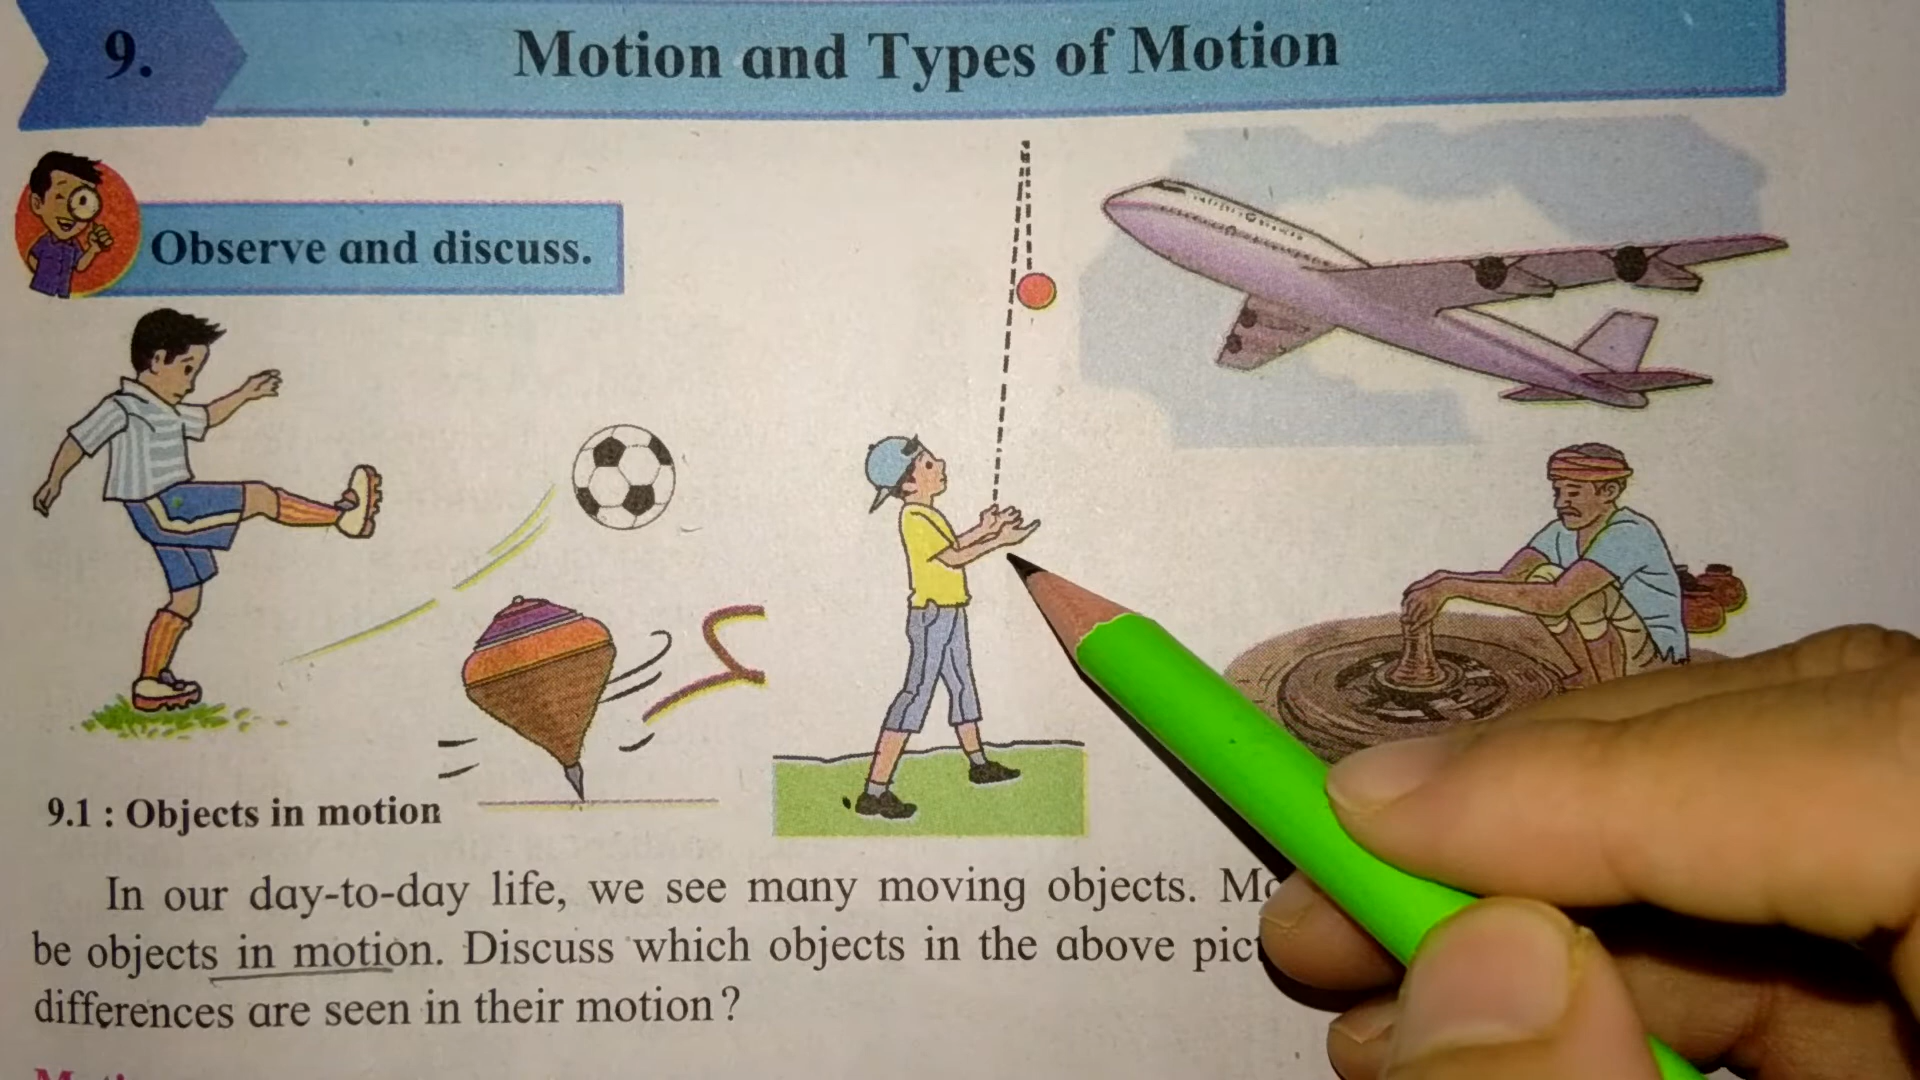 9. Motion and Types of Motion
Observe and discuss.
9.1 : Objects in motion
In our day-to-day life, we see many moving objects.
be objects in motion. Discuss which objects in the above
differences are seen in their motion?